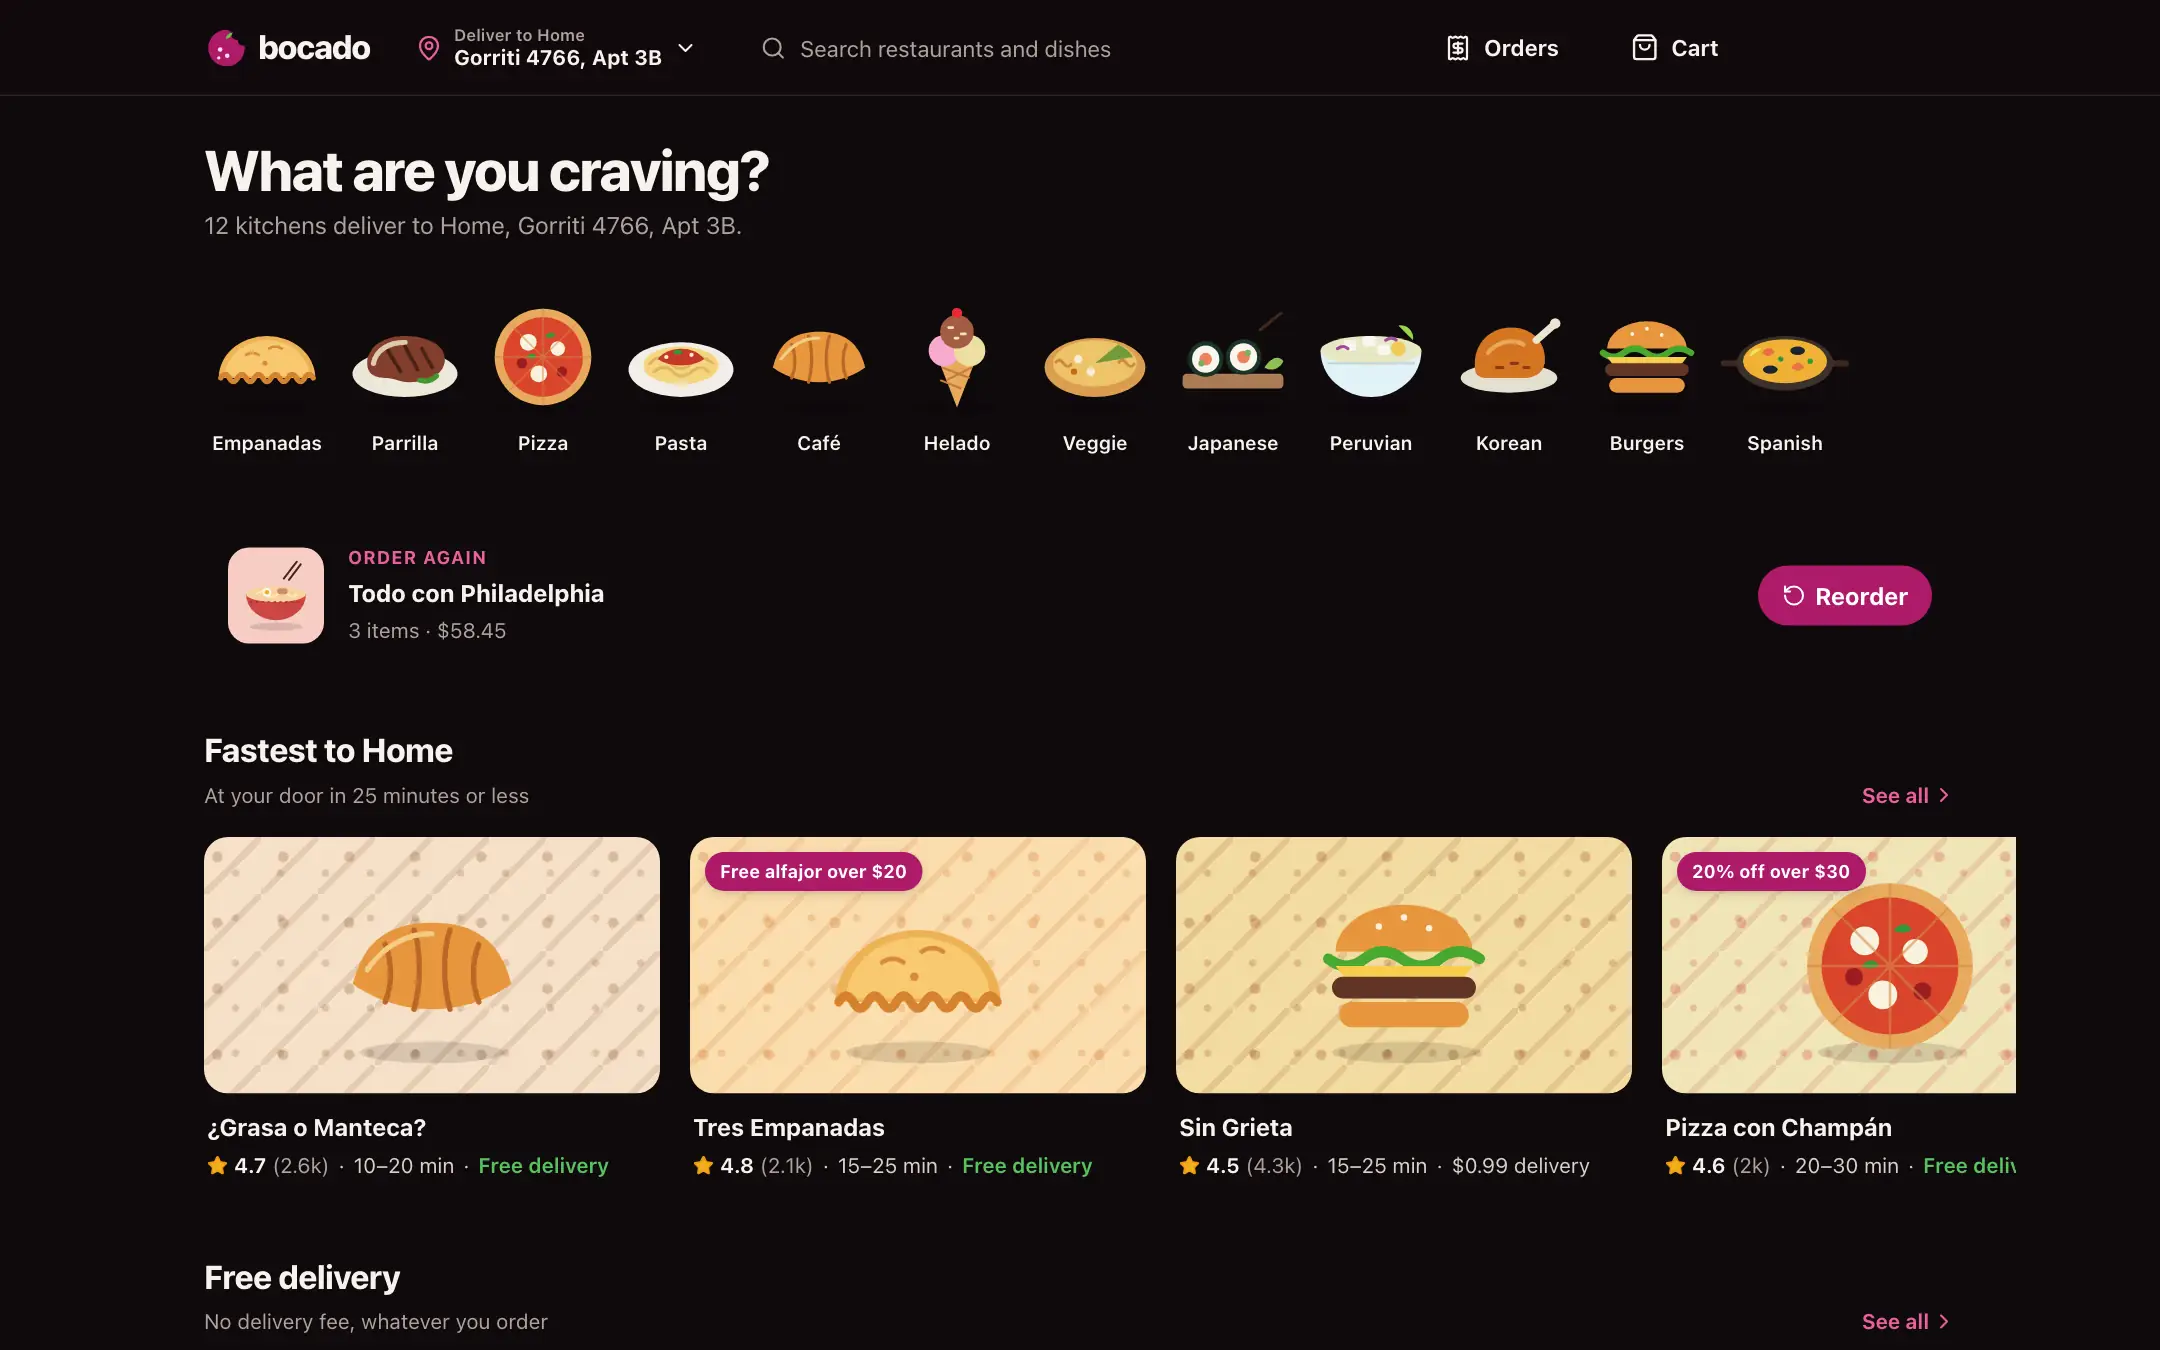 bocado
Deliver to Home
Gorriti 4766, Apt 3B
Search restaurants and dishes
Orders
Cart
What are you craving?
12 kitchens deliver to Home, Gorriti 4766, Apt 3B.
Empanadas
Parrilla
Pizza
Pasta
Café
Helado
Veggie
Japanese
Peruvian
Korean
Burgers
Spanish
ORDER AGAIN
Todo con Philadelphia
3 items · $58.45
Reorder
Fastest to Home
At your door in 25 minutes or less
See all
Free alfajor over $20
20% off over $30
¿Grasa o Manteca?
4.7 (2.6k) · 10–20 min · Free delivery
Tres Empanadas
4.8 (2.1k) · 15–25 min · Free delivery
Sin Grieta
4.5 (4.3k) · 15–25 min · $0.99 delivery
Pizza con Champán
4.6 (2k) · 20–30 min · Free deliv
Free delivery
No delivery fee, whatever you order
See all